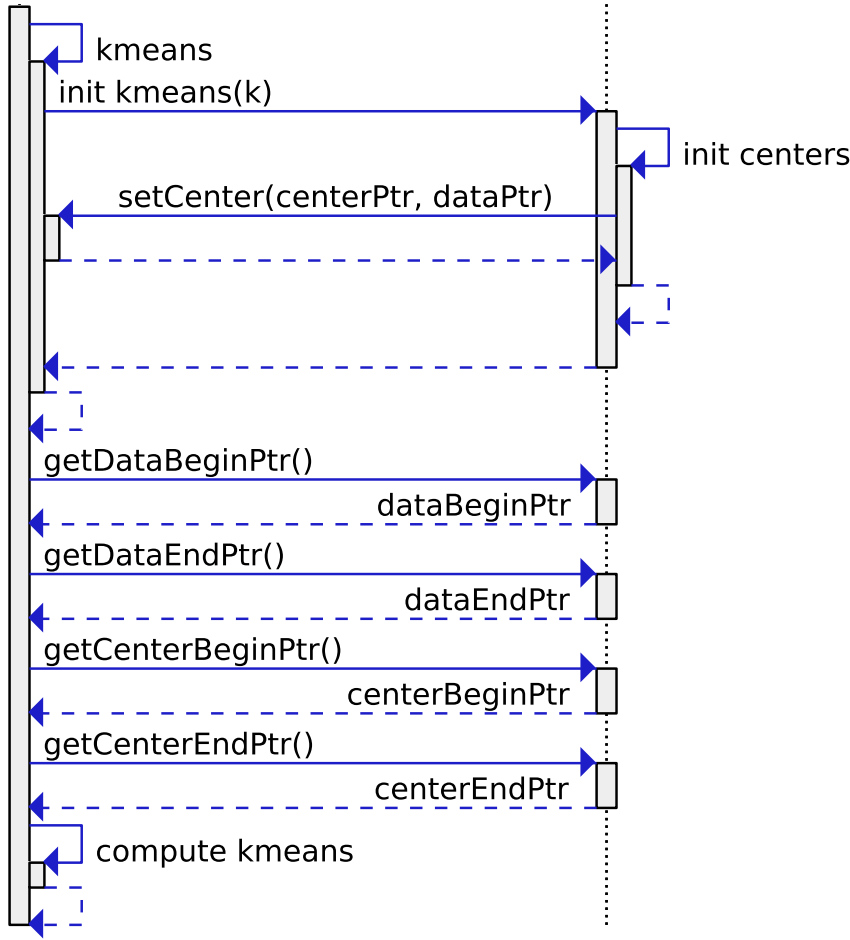 kmeans
init kmeans(k)
init centers
setCenter(centerPtr, dataPtr)
getDataBeginPtr()
dataBeginPtr
getDataEndPtr()
dataEndPtr
getCenterBeginPtr()
centerBeginPtr
getCenterEndPtr()
centerEndPtr
compute kmeans